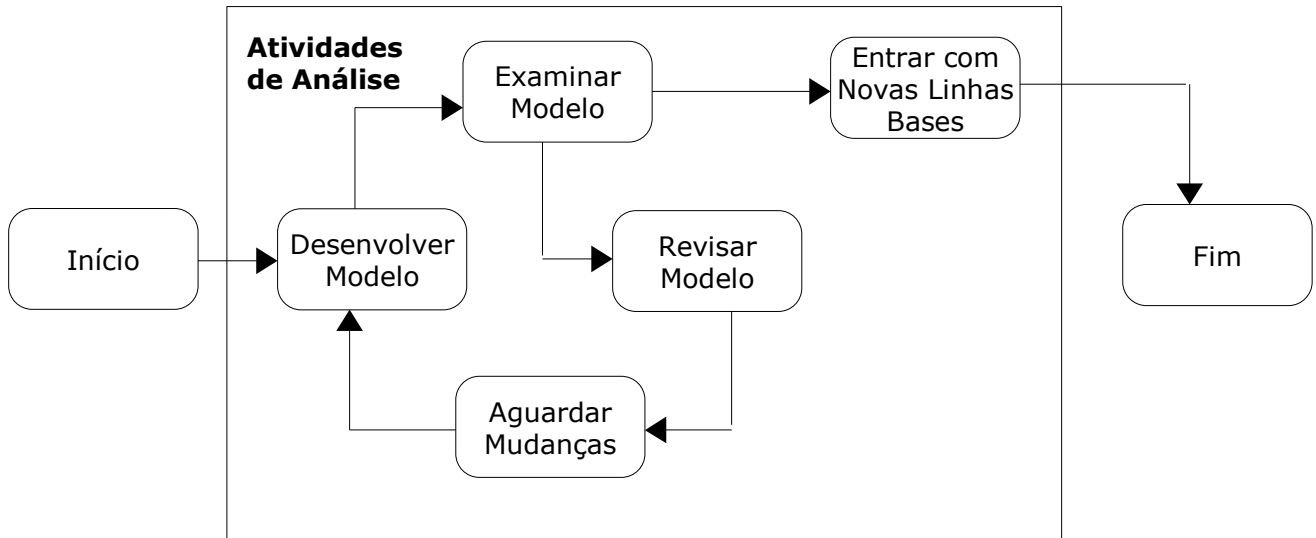 Atividades
de Análise
Examinar
Modelo
Entrar com
Novas Linhas
Bases
Início
Desenvolver
Modelo
Revisar
Modelo
Fim
Aguardar
Mudanças